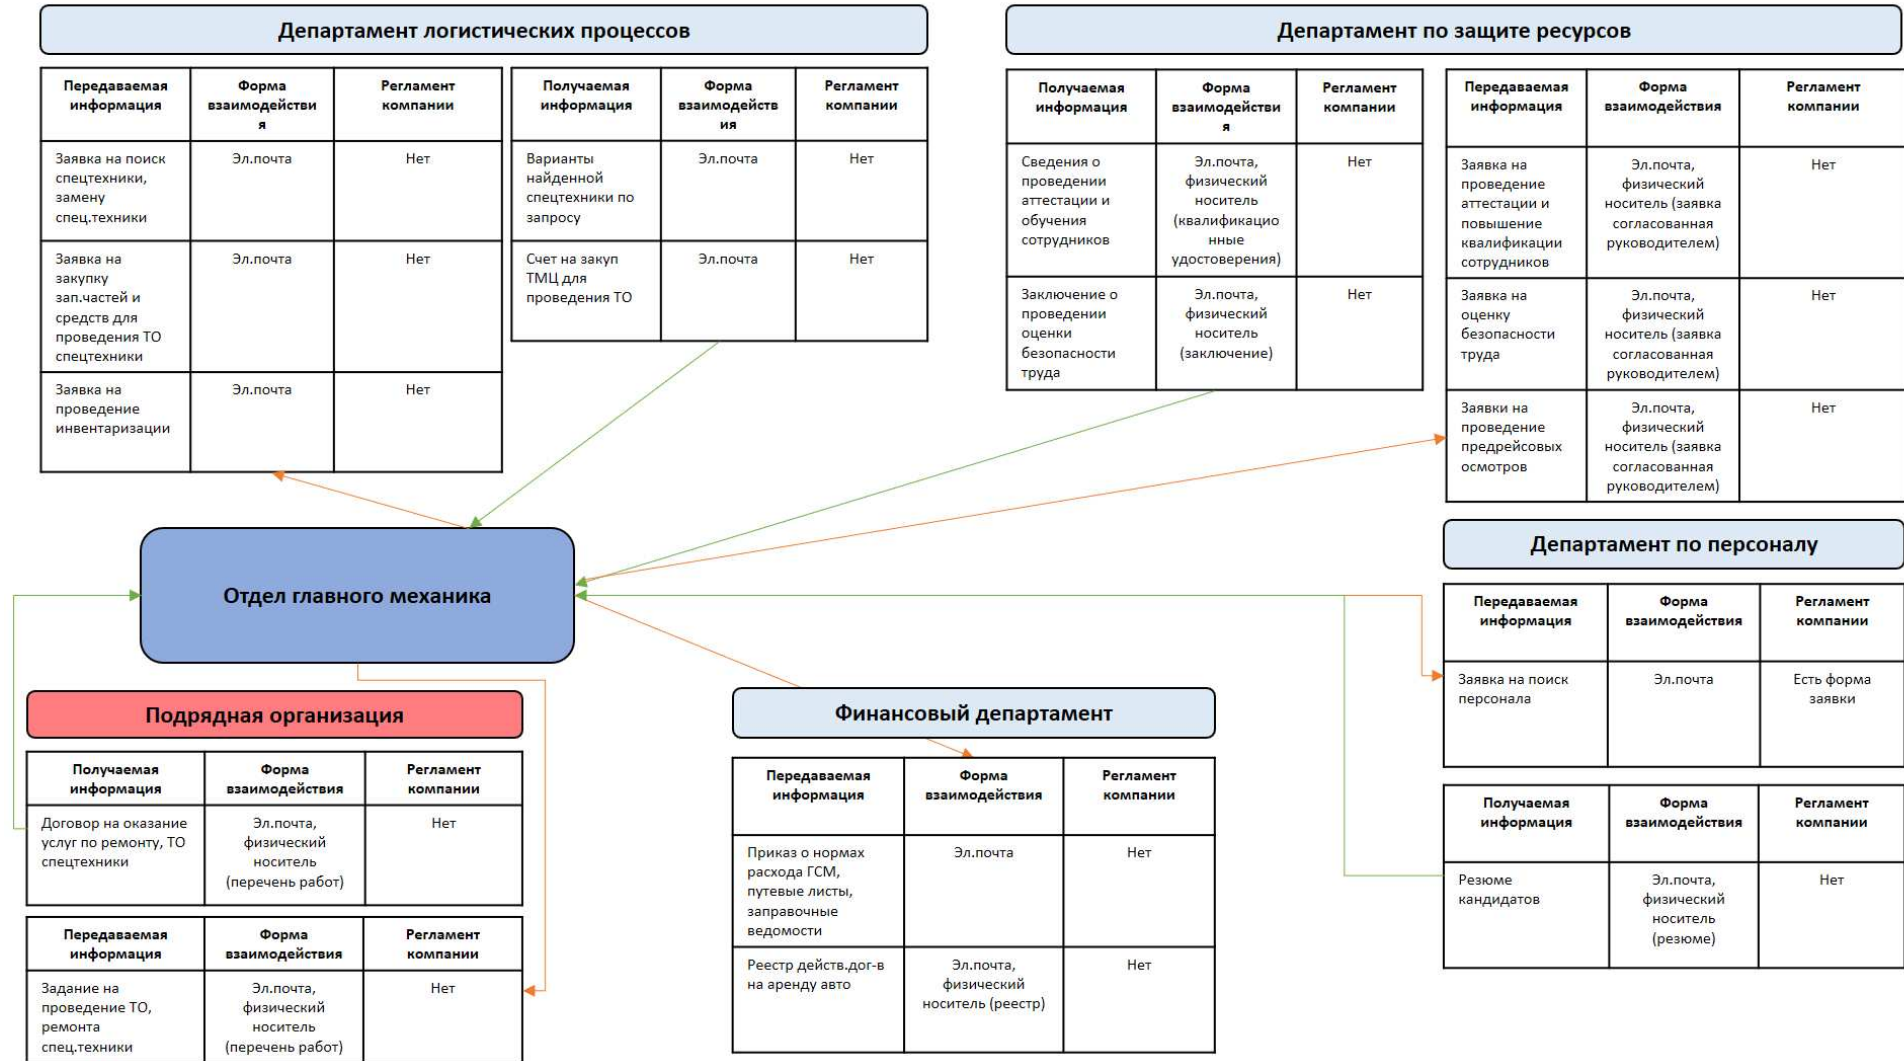 Департамент логистических процессов
Передаваемая
информация
Форма
взаимодействи
я
Регламент
компании
Заявка на поиск
спецтехники,
замену
спец.техники
Эл.почта
Нет
Заявка на
закупку
зап.частей и
средств для
проведения ТО
спецтехники
Эл.почта
Нет
Заявка на
проведение
инвентаризации
Эл.почта
Нет
Получаемая
информация
Форма
взаимодейств
ия
Регламент
компании
Варианты
найденной
спецтехники по
запросу
Эл.почта
Нет
Счет на закуп
ТМЦ для
проведения ТО
Эл.почта
Нет
Департамент по защите ресурсов
Получаемая
информация
Форма
взаимодействи
я
Регламент
компании
Сведения о
проведении
аттестации и
обучения
сотрудников
Эл.почта,
физический
носитель
(квалификацио
нные
удостоверения)
Нет
Заключение о
проведении
оценки
безопасности
труда
Эл.почта,
физический
носитель
(заключение)
Нет
Передаваемая
информация
Форма
взаимодействия
Регламент
компании
Заявка на
проведение
аттестации и
повышение
квалификации
сотрудников
Эл.почта,
физический
носитель (заявка
согласованная
руководителем)
Нет
Заявка на
оценку
безопасности
труда
Эл.почта,
физический
носитель (заявка
согласованная
руководителем)
Нет
Заявки на
проведение
предрейсовых
осмотров
Эл.почта,
физический
носитель (заявка
согласованная
руководителем)
Нет
Отдел главного механика
Департамент по персоналу
Передаваемая
информация
Форма
взаимодействия
Регламент
компании
Заявка на поиск
персонала
Эл.почта
Есть форма
заявки
Получаемая
информация
Форма
взаимодействия
Регламент
компании
Резюме
кандидатов
Эл.почта,
физический
носитель
(резюме)
Нет
Подрядная организация
Получаемая
информация
Форма
взаимодействия
Регламент
компании
Договор на оказание
услуг по ремонту, ТО
спецтехники
Эл.почта,
физический
носитель
(перечень работ)
Нет
Передаваемая
информация
Форма
взаимодействия
Регламент
компании
Задание на
проведение ТО,
ремонта
спец.техники
Эл.почта,
физический
носитель
(перечень работ)
Нет
Финансовый департамент
Передаваемая
информация
Форма
взаимодействия
Регламент
компании
Приказ о нормах
расхода ГСМ,
путевые листы,
заправочные
ведомости
Эл.почта
Нет
Реестр действ.дог-в
на аренду авто
Эл.почта,
физический
носитель (реестр)
Нет